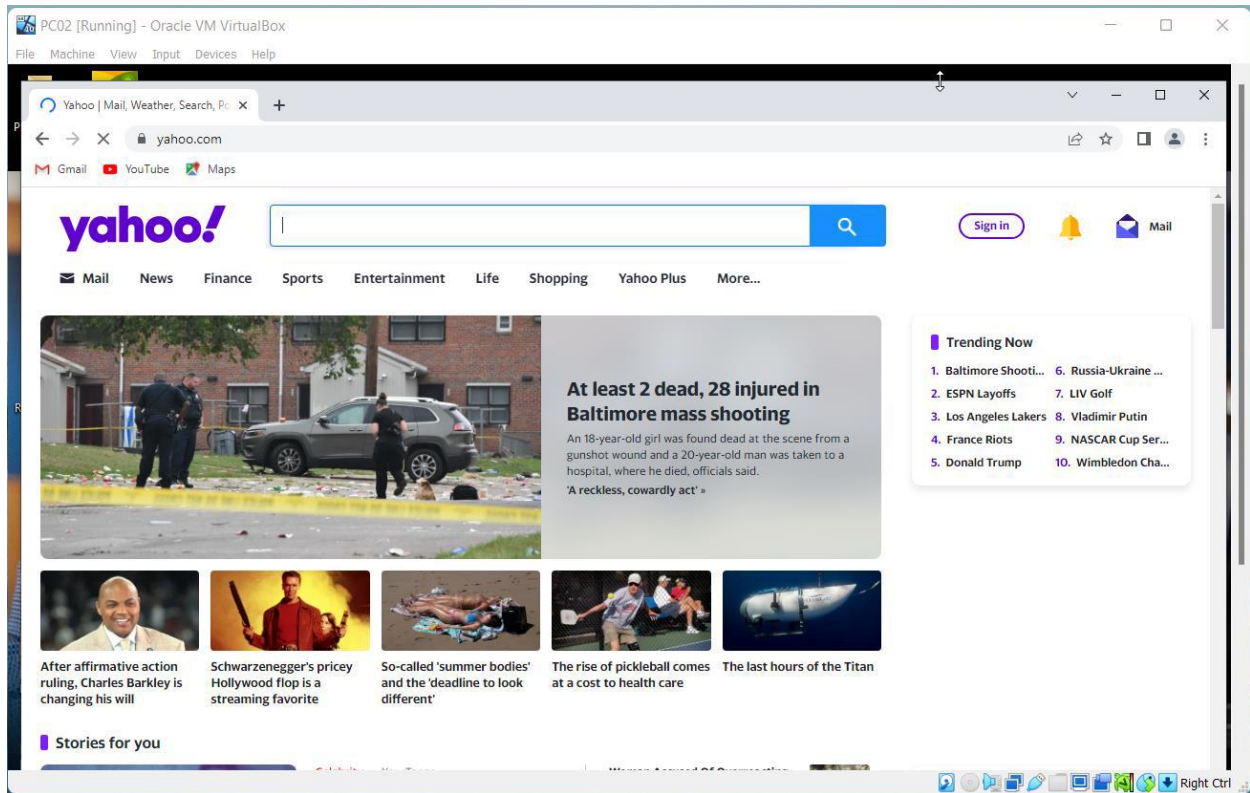 PC02 [Running] - Oracle VM VirtualBox
File Machine View Input Devices Help
Yahoo | Mail, Weather, Search, Po
yahoo.com
Gmail YouTube Maps
yahoo!
Sign in
Mail
Mail News Finance Sports Entertainment Life Shopping Yahoo Plus More...
At least 2 dead, 28 injured in
Baltimore mass shooting
An 18-year-old girl was found dead at the scene from a
gunshot wound and a 20-year-old man was taken to a
hospital, where he died, officials said.
'A reckless, cowardly act' »
Trending Now
1. Baltimore Shooti... 6. Russia-Ukraine ...
2. ESPN Layoffs 7. LIV Golf
3. Los Angeles Lakers 8. Vladimir Putin
4. France Riots 9. NASCAR Cup Ser...
5. Donald Trump 10. Wimbledon Cha...
After affirmative action
ruling, Charles Barkley is
changing his will
Schwarzenegger's pricey
Hollywood flop is a
streaming favorite
So-called 'summer bodies'
and the 'deadline to look
different'
The rise of pickleball comes
at a cost to health care
The last hours of the Titan
Stories for you
Right Ctrl